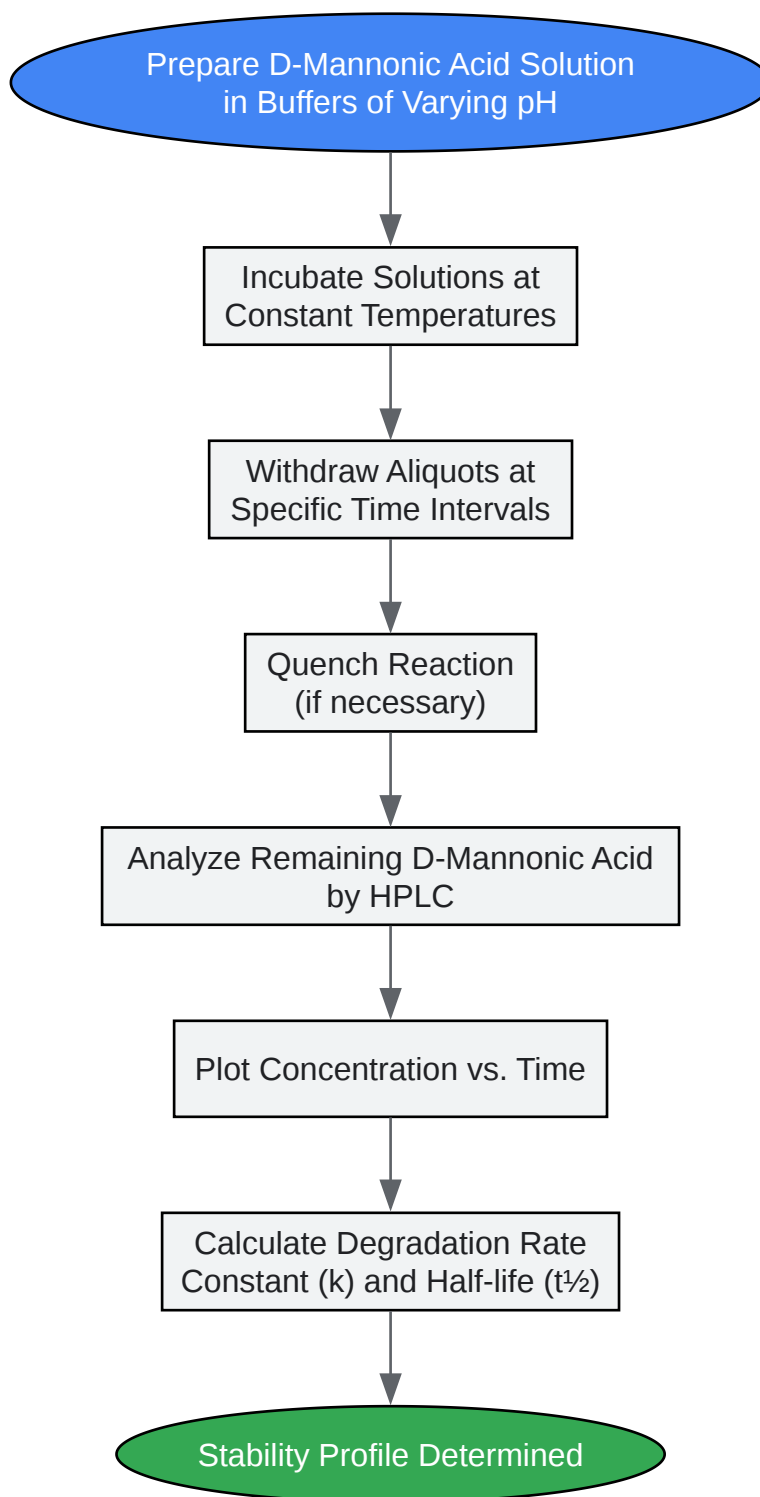 Prepare D-Mannonic Acid Solution
in Buffers of Varying pH
Incubate Solutions at
Constant Temperatures
Withdraw Aliquots at
Specific Time Intervals
Quench Reaction
(if necessary)
Analyze Remaining D-Mannonic Acid
by HPLC
Plot Concentration vs. Time
Calculate Degradation Rate
Constant (k) and Half-life (t½)
Stability Profile Determined